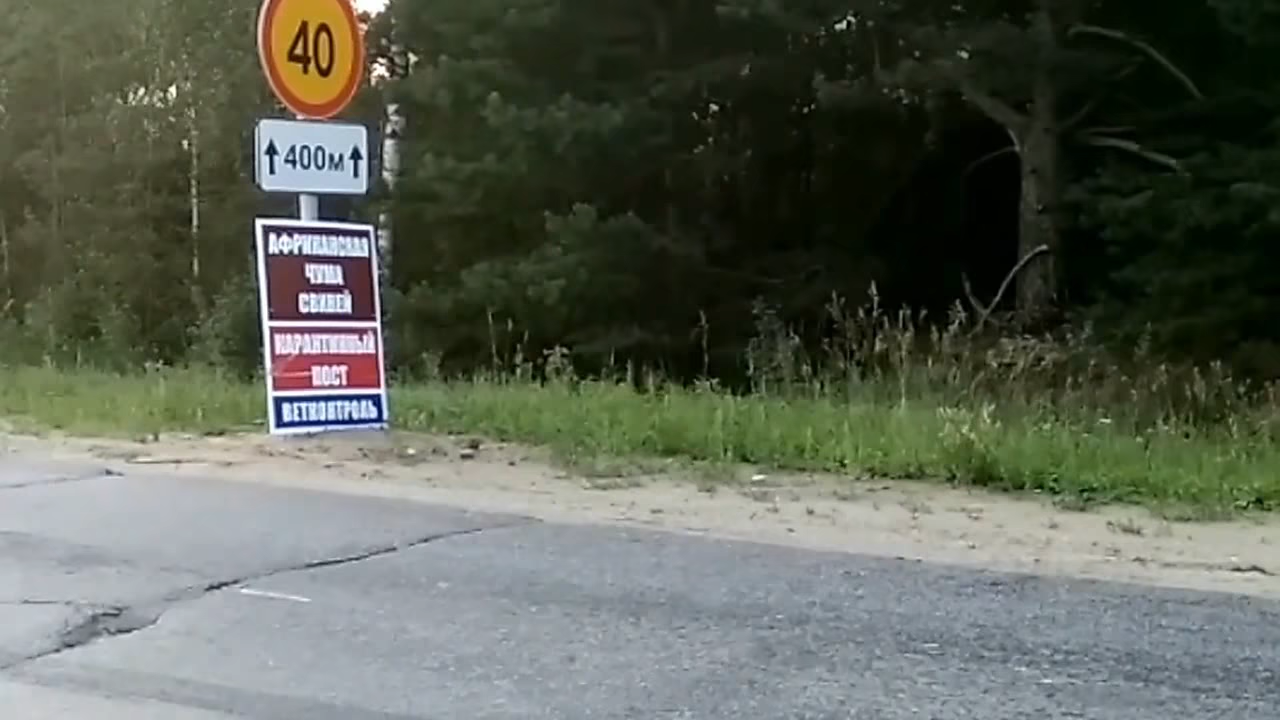 40
400м
АФРИКАНСКАЯ
ЧУМА
СВИНЕЙ
КАРАНТИННЫЙ
ПОСТ
ВЕТКОНТРОЛЬ